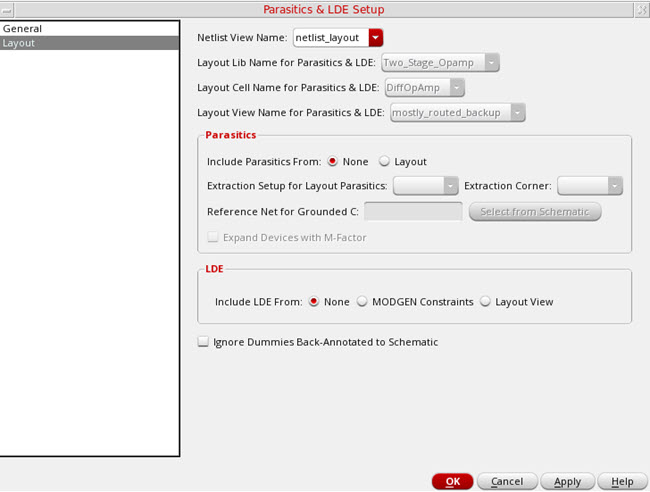 Parasitics & LDE Setup
General
Layout
Netlist View Name: netlist_layout
Layout Lib Name for Parasitics & LDE: Two_Stage_Opamp
Layout Cell Name for Parasitics & LDE: DiffOpAmp
Layout View Name for Parasitics & LDE: mostly_routed_backup
Parasitics
Include Parasitics From: None Layout
Extraction Setup for Layout Parasitics: Extraction Corner:
Reference Net for Grounded C: Select from Schematic
Expand Devices with M-Factor
LDE
Include LDE From: None MODGEN Constraints Layout View
Ignore Dummies Back-Annotated to Schematic
OK Cancel Apply Help